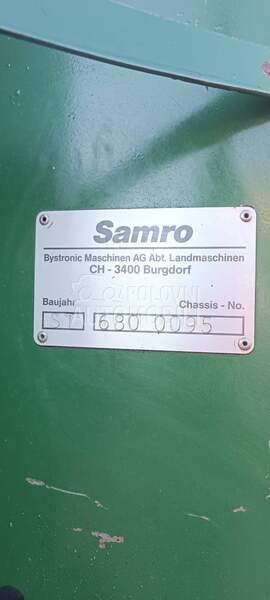 Samro
Bystronic Maschinen AG Abt. Landmaschinen
CH - 3400 Burgdorf
Baujahr Chassis - No.
680 0095